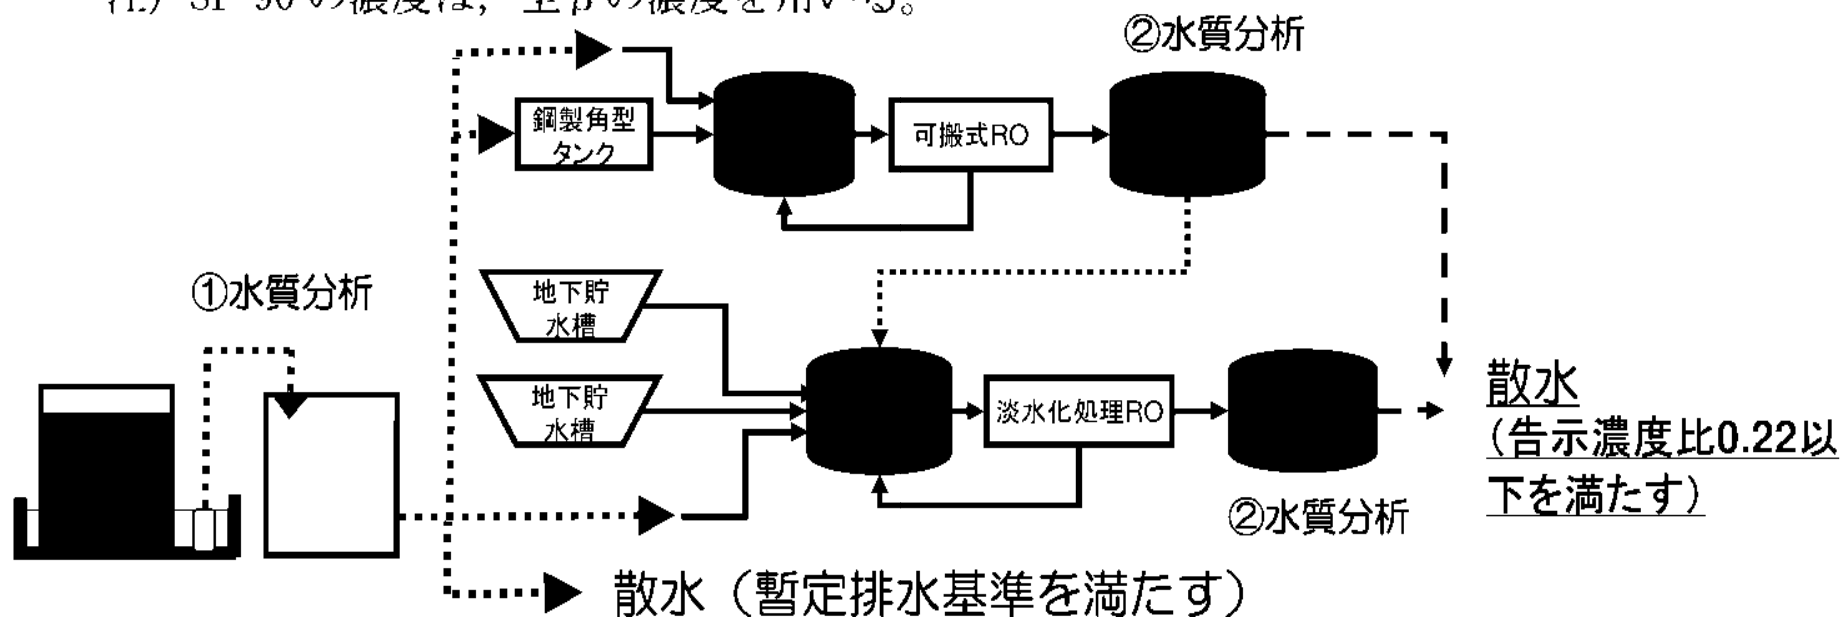 ②水質分析
鋼製角型
タンク
可搬式RO
①水質分析
地下貯
水槽
地下貯
水槽
淡水化処理RO
散水
(告示濃度比0.22以
下を満たす)
②水質分析
散水（暫定排水基準を満たす）